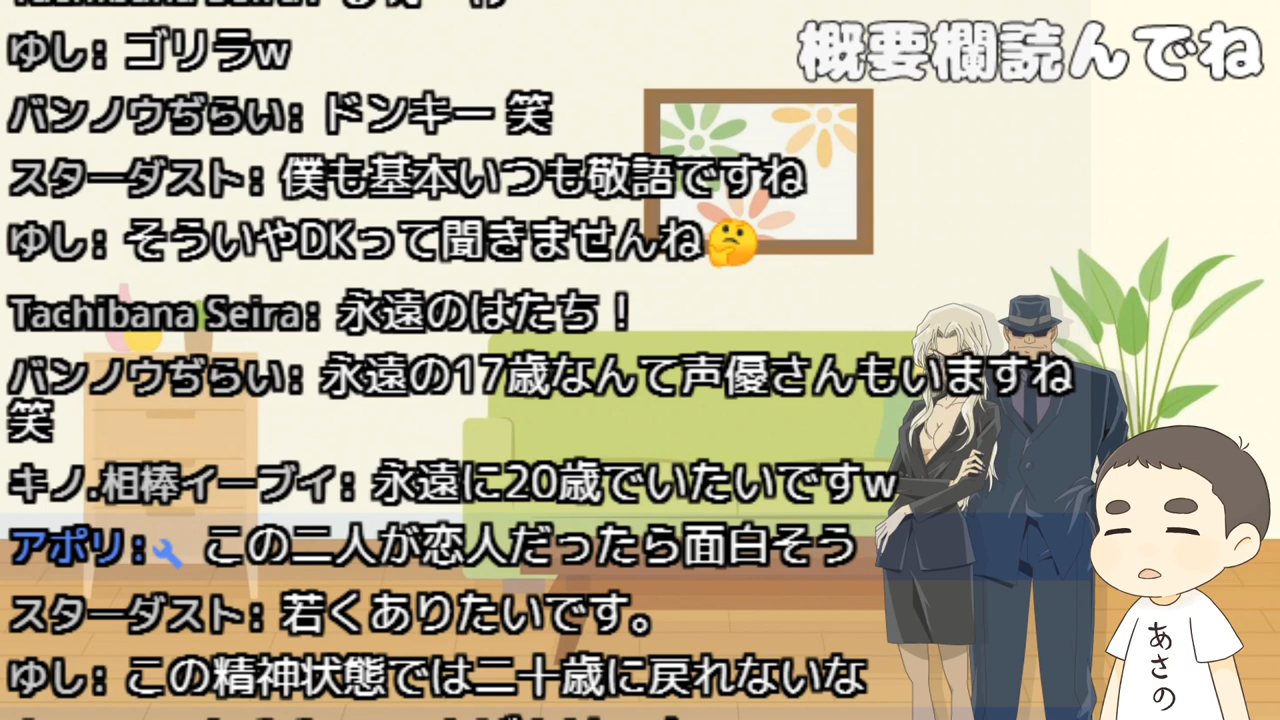 概要欄読んでね
ゆし: ゴリラw
バンノウぢらい: ドンキー 笑
スターダスト: 僕も基本いつも敬語ですね
ゆし: そういやDKって聞きませんね🤔
Tachibana Seira: 永遠のはたち！
バンノウぢらい: 永遠の17歳なんて声優さんもいますね
笑
キノ.相棒イーブイ: 永遠に20歳でいたいですw
アポリ:🔧 この二人が恋人だったら面白そう
スターダスト: 若くありたいです。
ゆし: この精神状態では二十歳に戻れないな
あさの